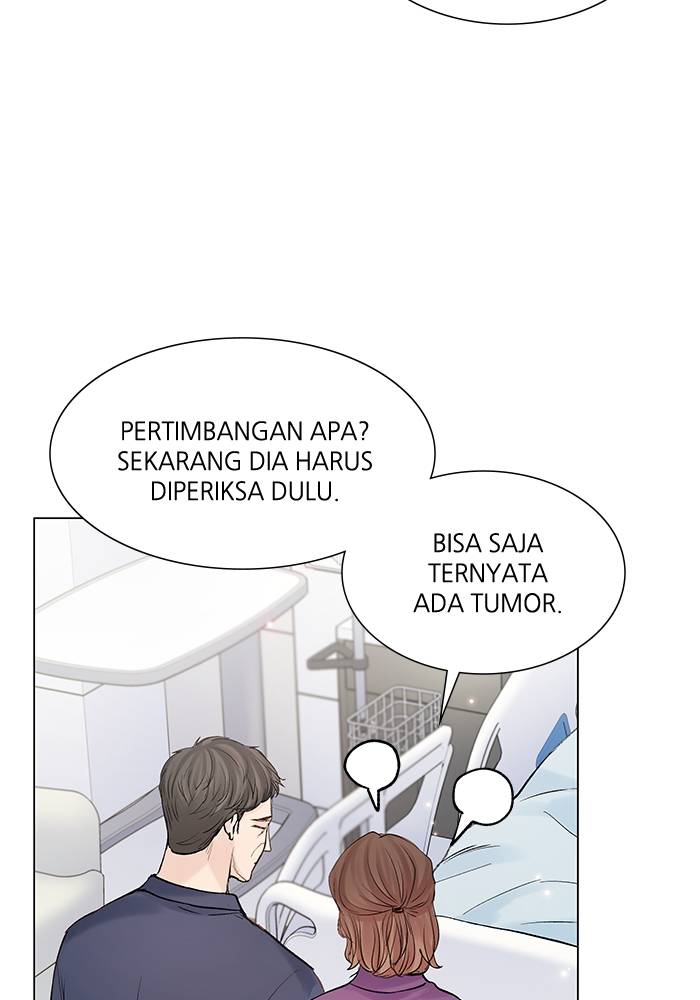 PERTIMBANGAN APA?
SEKARANG DIA HARUS
DIPERIKSA DULU.
BISA SAJA
TERNYATA
ADA TUMOR.